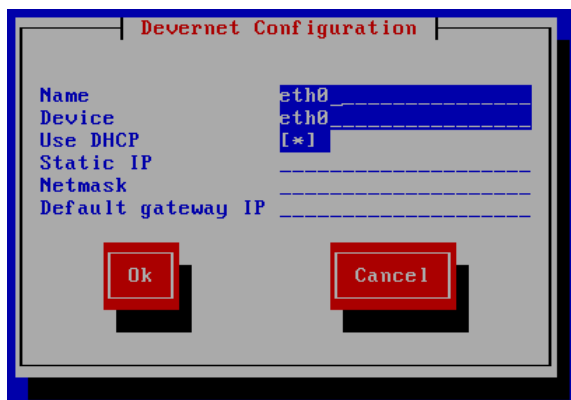 Devernet Configuration
Name eth0
Device eth0
Use DHCP [*]
Static IP
Netmask
Default gateway IP
Ok Cancel